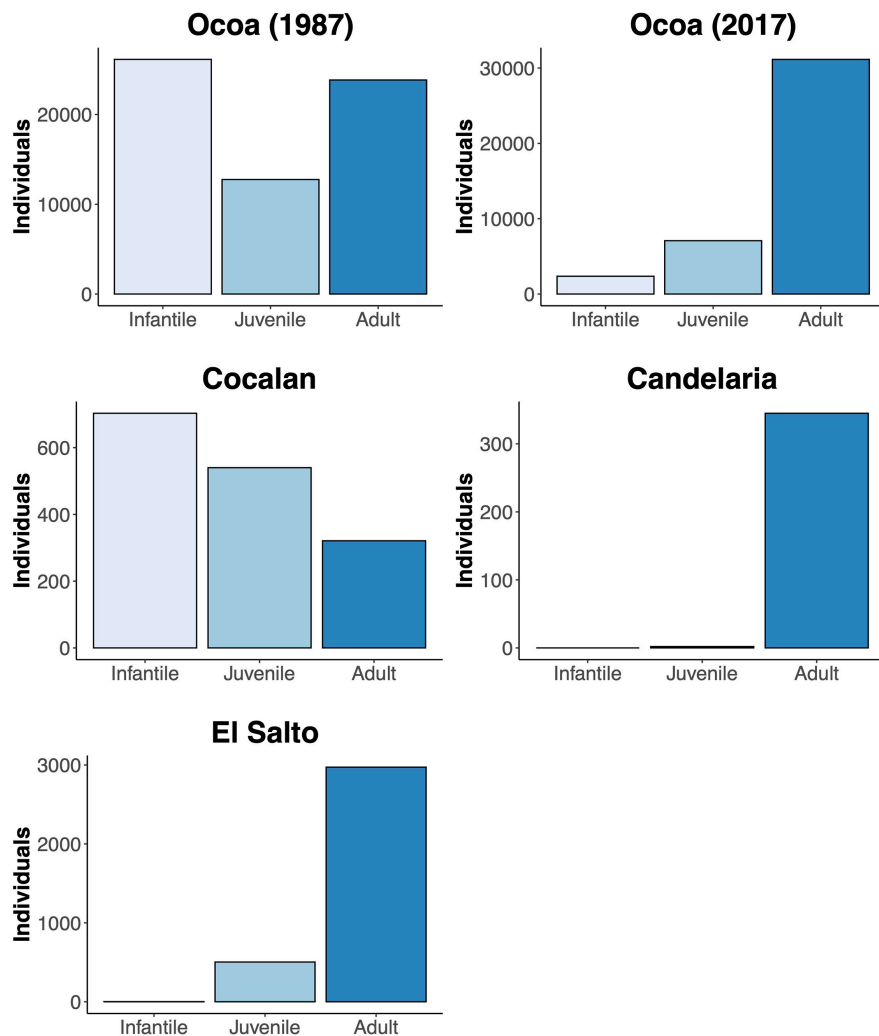 Ocoa (1987)
Individuals
20000
10000
0
Infantile Juvenile Adult
Ocoa (2017)
Individuals
30000
20000
10000
0
Infantile Juvenile Adult
Cocalan
Individuals
600
400
200
0
Infantile Juvenile Adult
Candelaria
Individuals
300
200
100
0
Infantile Juvenile Adult
El Salto
Individuals
3000
2000
1000
0
Infantile Juvenile Adult